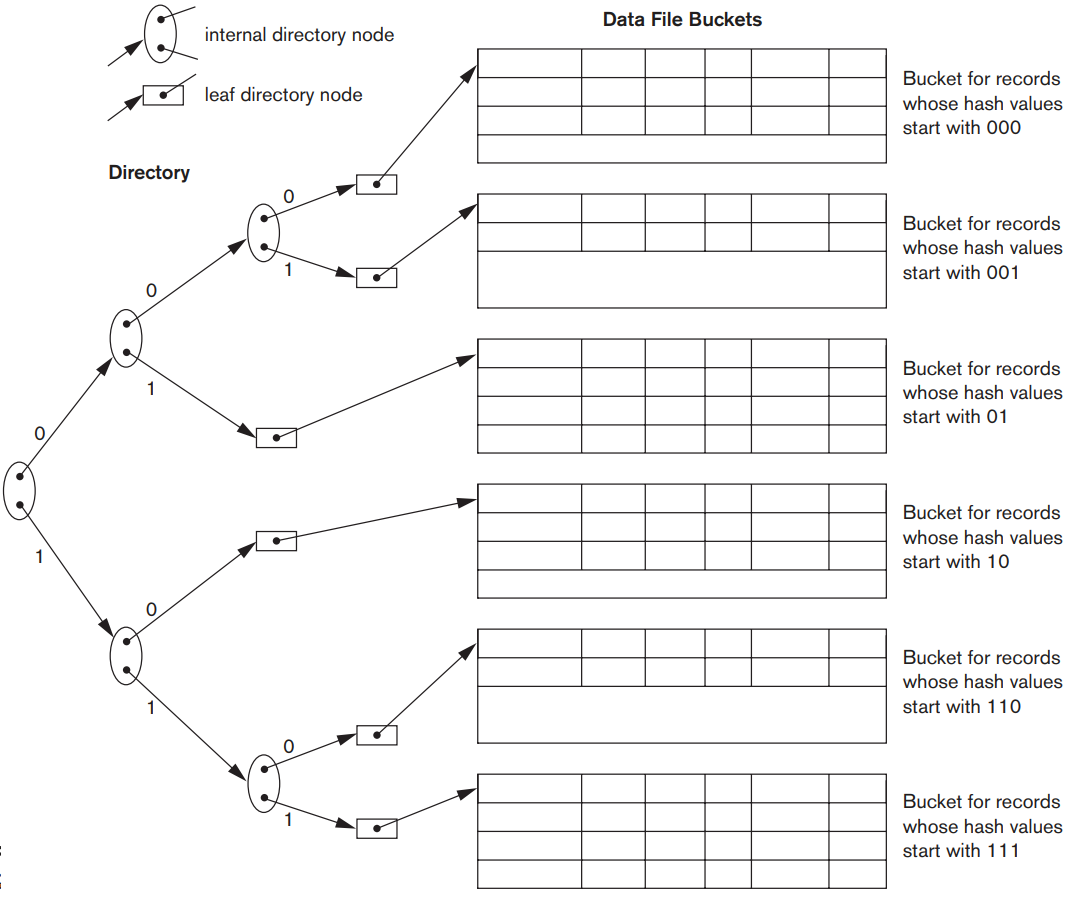 Data File Buckets
internal directory node
leaf directory node
Directory
0
1
0
1
0
1
0
1
0
1
Bucket for records
whose hash values
start with 000
Bucket for records
whose hash values
start with 001
Bucket for records
whose hash values
start with 01
Bucket for records
whose hash values
start with 10
Bucket for records
whose hash values
start with 110
Bucket for records
whose hash values
start with 111